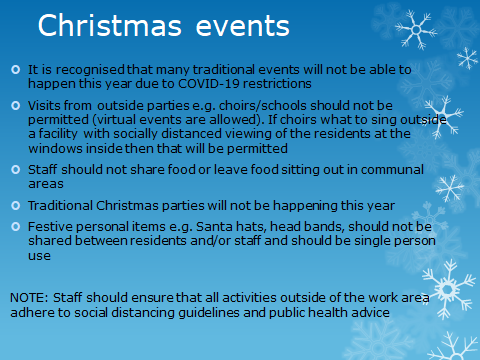 Christmas events
It is recognised that many traditional events will not be able to
happen this year due to COVID-19 restrictions
Visits from outside parties e.g. choirs/schools should not be
permitted (virtual events are allowed). If choirs what to sing outside
a facility with socially distanced viewing of the residents at the
windows inside then that will be permitted
Staff should not share food or leave food sitting out in communal
areas
Traditional Christmas parties will not be happening this year
Festive personal items e.g. Santa hats, head bands, should not be
shared between residents and/or staff and should be single person
use
NOTE: Staff should ensure that all activities outside of the work area
adhere to social distancing guidelines and public health advice